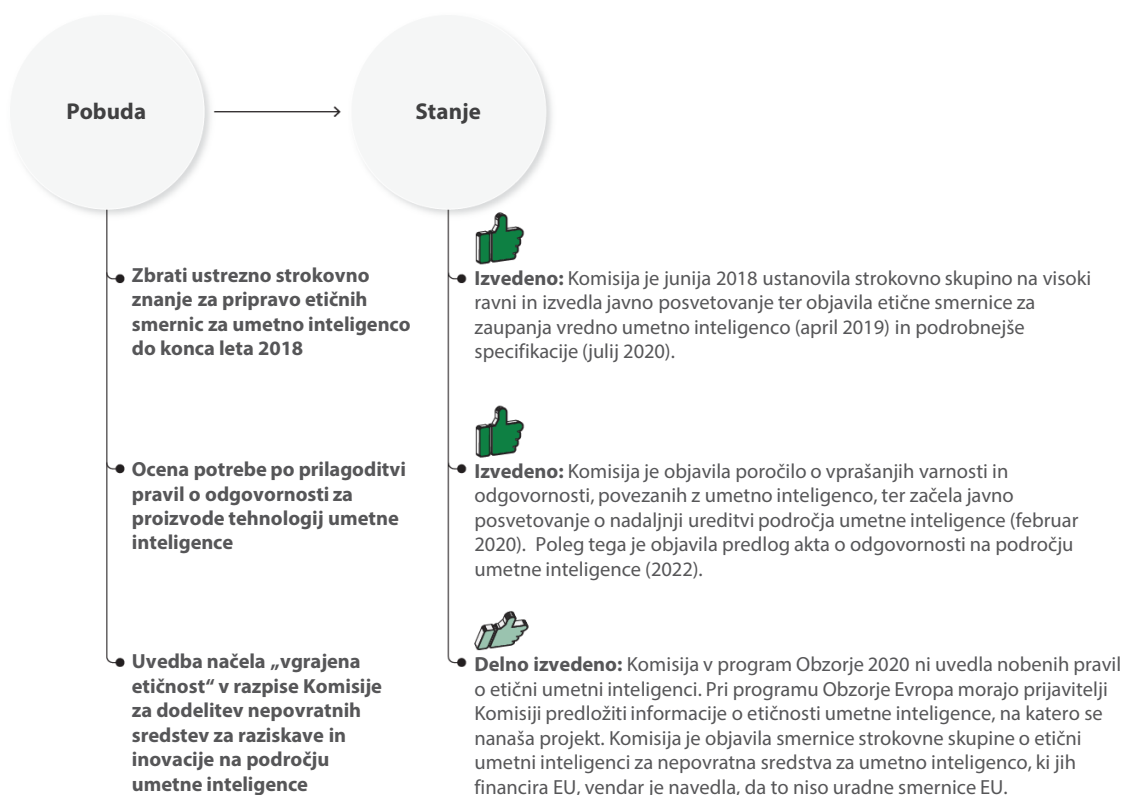 Pobuda
Stanje
Zbrati ustrezno strokovno
znanje za pripravo etičnih
smernic za umetno inteligenco
do konca leta 2018
Izvedeno: Komisija je junija 2018 ustanovila strokovno skupino na visoki
ravni in izvedla javno posvetovanje ter objavila etične smernice za
zaupanja vredno umetno inteligenco (april 2019) in podrobnejše
specifikacije (julij 2020).
Ocena potrebe po prilagoditvi
pravil o odgovornosti za
proizvode tehnologij umetne
inteligence
Izvedeno: Komisija je objavila poročilo o vprašanjih varnosti in
odgovornosti, povezanih z umetno inteligenco, ter začela javno
posvetovanje o nadaljnji ureditvi področja umetne inteligence (februar
2020). Poleg tega je objavila predlog akta o odgovornosti na področju
umetne inteligence (2022).
Uvedba načela „vgrajena
etičnost“ v razpise Komisije
za dodelitev nepovratnih
sredstev za raziskave in
inovacije na področju
umetne inteligence
Delno izvedeno: Komisija v program Obzorje 2020 ni uvedla nobenih pravil
o etični umetni inteligenci. Pri programu Obzorje Evropa morajo prijavitelji
Komisiji predložiti informacije o etičnosti umetne inteligence, na katero se
nanaša projekt. Komisija je objavila smernice strokovne skupine o etični
umetni inteligenci za nepovratna sredstva za umetno inteligenco, ki jih
financira EU, vendar je navedla, da to niso uradne smernice EU.